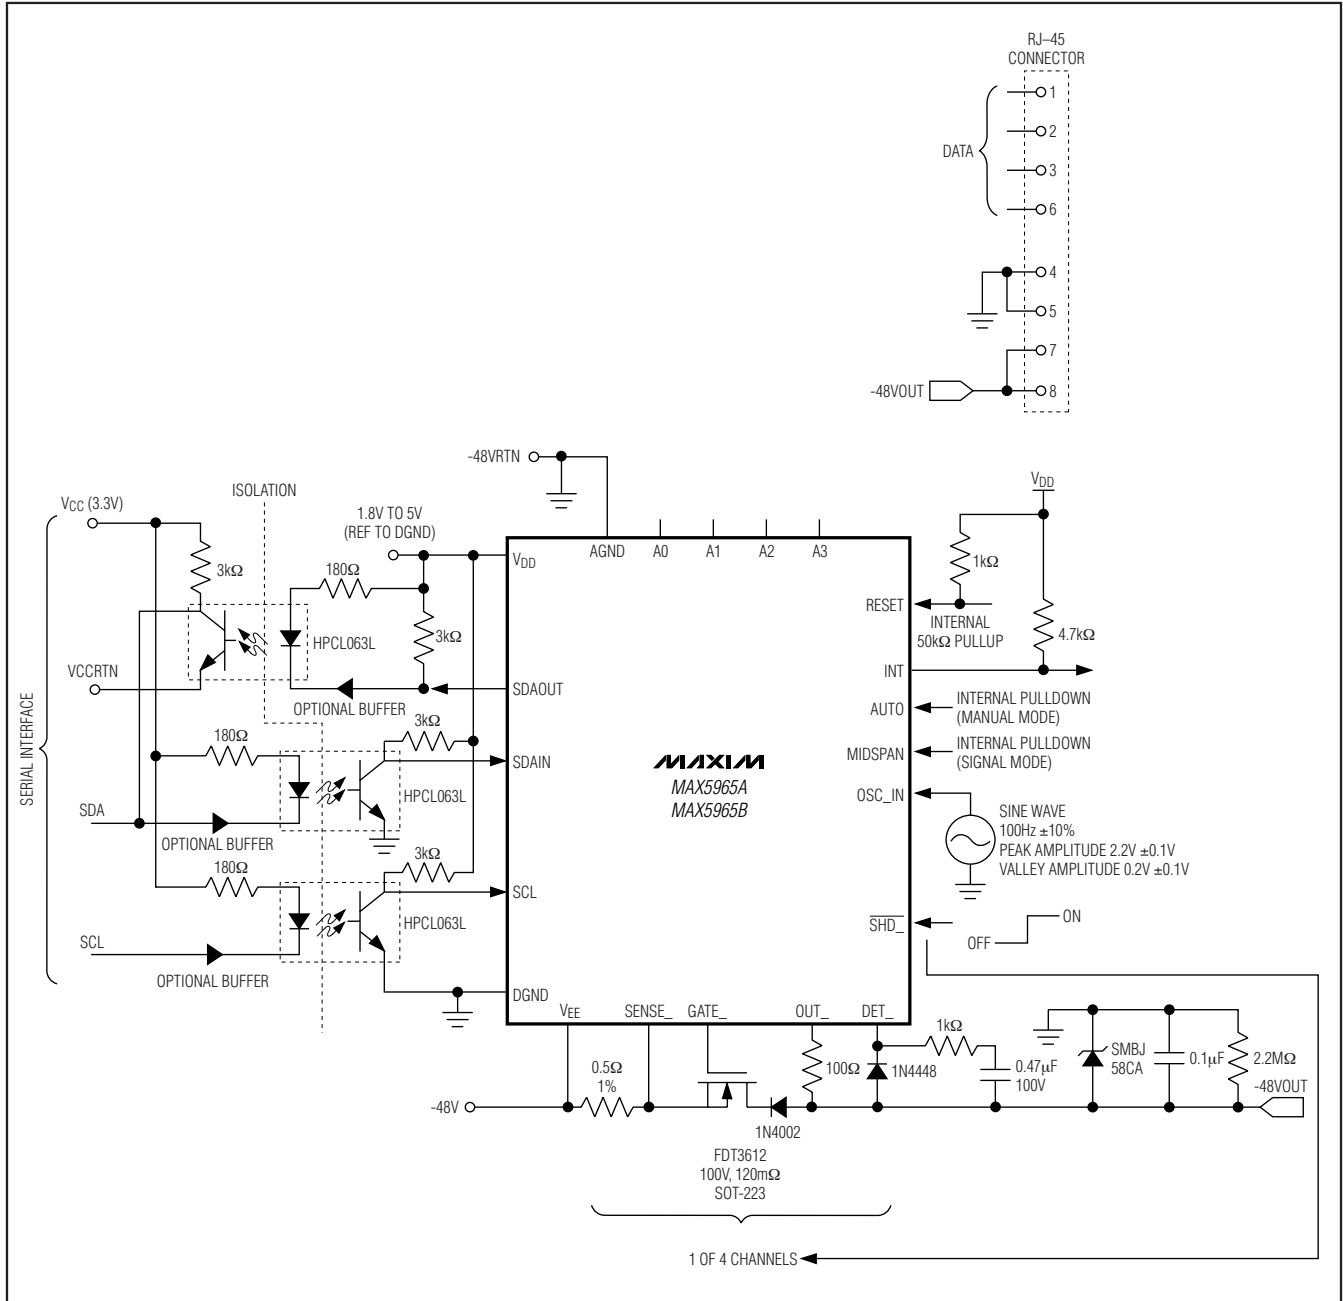 RJ–45
CONNECTOR
1
2
DATA
3
6
4
5
7
-48VOUT
8
-48VRTN
ISOLATION
VCC (3.3V)
1.8V TO 5V
(REF TO DGND)
VDD
AGND
A0
A1
A2
A3
VDD
3kΩ
180Ω
1kΩ
RESET
INTERNAL
50kΩ PULLUP
4.7kΩ
HPCL063L
3kΩ
VCCRTN
SDAOUT
INT
OPTIONAL BUFFER
AUTO
INTERNAL PULLDOWN
(MANUAL MODE)
SERIAL INTERFACE
180Ω
3kΩ
SDAIN
MAXIM
MAX5965A
MAX5965B
MIDSPAN
INTERNAL PULLDOWN
(SIGNAL MODE)
HPCL063L
OSC_IN
SDA
OPTIONAL BUFFER
SINE WAVE
100Hz ±10%
PEAK AMPLITUDE 2.2V ±0.1V
VALLEY AMPLITUDE 0.2V ±0.1V
180Ω
3kΩ
SCL
HPCL063L
SHD_
ON
OFF
SCL
OPTIONAL BUFFER
DGND
VEE
SENSE_
GATE_
OUT_
DET_
1kΩ
0.5Ω
1%
100Ω
1N4448
0.47µF
100V
SMBJ
58CA
0.1µF
2.2MΩ
-48VOUT
-48V
1N4002
FDT3612
100V, 120mΩ
SOT-223
1 OF 4 CHANNELS